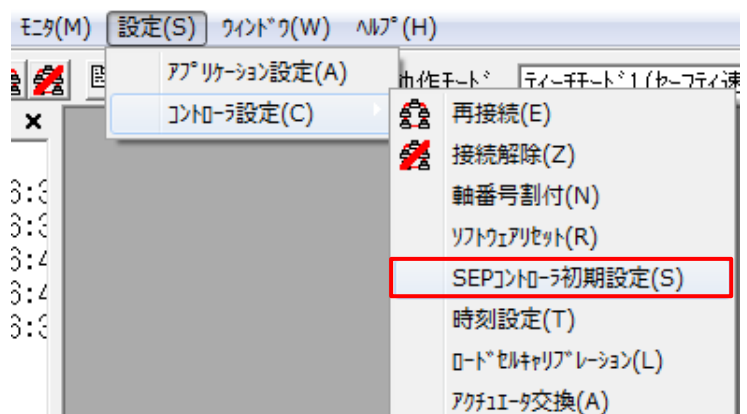 ﾓﾆﾀ(M) 設定(S) ｳｨﾝﾄﾞｳ(W) ﾍﾙﾌﾟ(H)
ｱﾌﾟﾘｹｰｼｮﾝ設定(A)
ｺﾝﾄﾛｰﾗ設定(C)
動作ﾓｰﾄﾞ ﾃｨｰﾁﾓｰﾄﾞ1(ｾｰﾌﾃｨ速
再接続(E)
接続解除(Z)
軸番号割付(N)
ｿﾌﾄｳｪｱﾘｾｯﾄ(R)
SEPｺﾝﾄﾛｰﾗ初期設定(S)
時刻設定(T)
ﾛｰﾄﾞｾﾙｷｬﾘﾌﾞﾚｰｼｮﾝ(L)
ｱｸﾁｭｴｰﾀ交換(A)